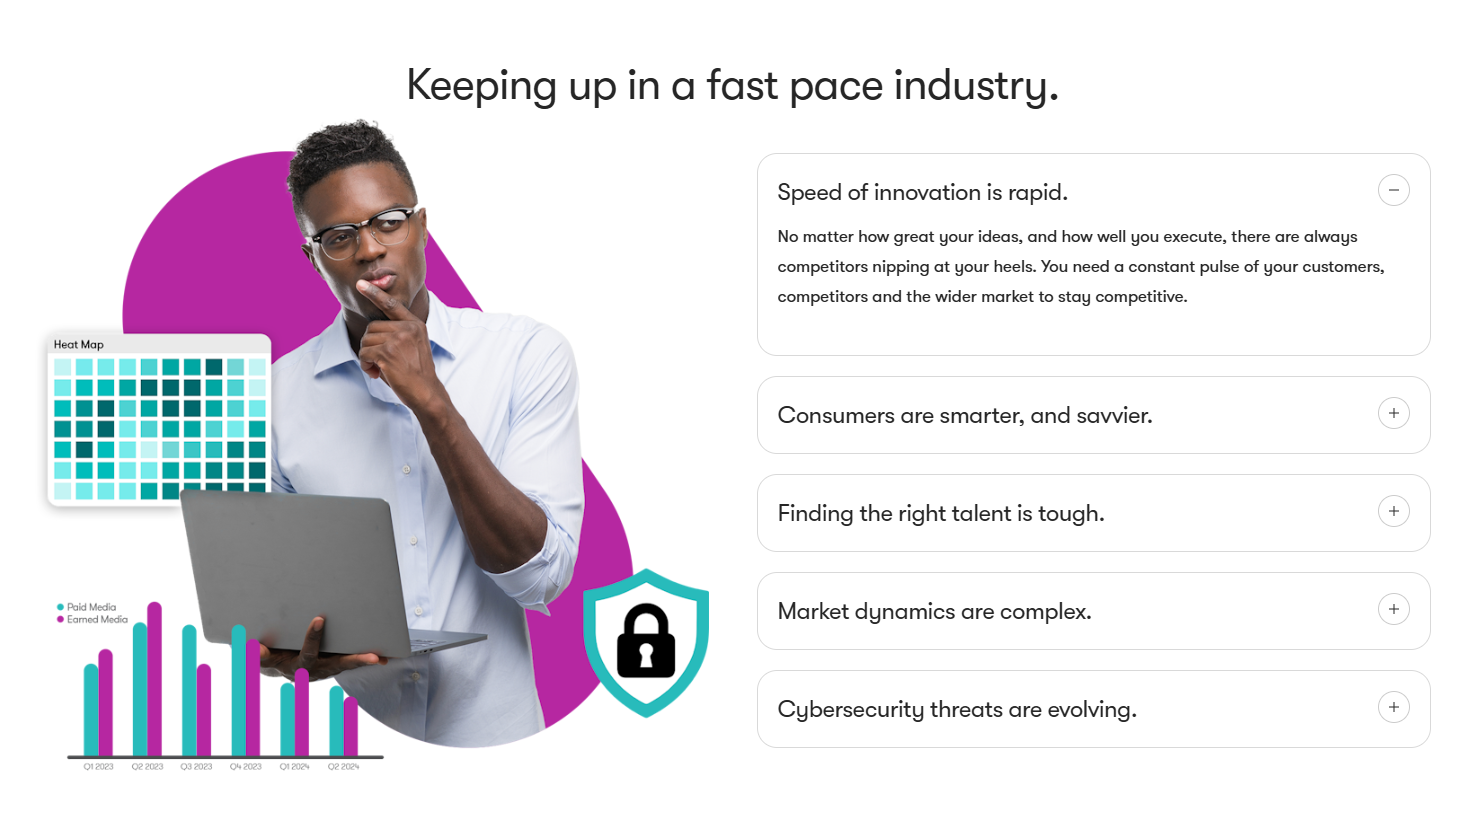 Keeping up in a fast pace industry.
Heat Map
Paid Media
Earned Media
Q1 2023
Q2 2023
Q3 2023
Q4 2023
Q1 2024
Q2 2024
Speed of innovation is rapid.
No matter how great your ideas, and how well you execute, there are always
competitors nipping at your heels. You need a constant pulse of your customers,
competitors and the wider market to stay competitive.
Consumers are smarter, and savvier.
Finding the right talent is tough.
Market dynamics are complex.
Cybersecurity threats are evolving.